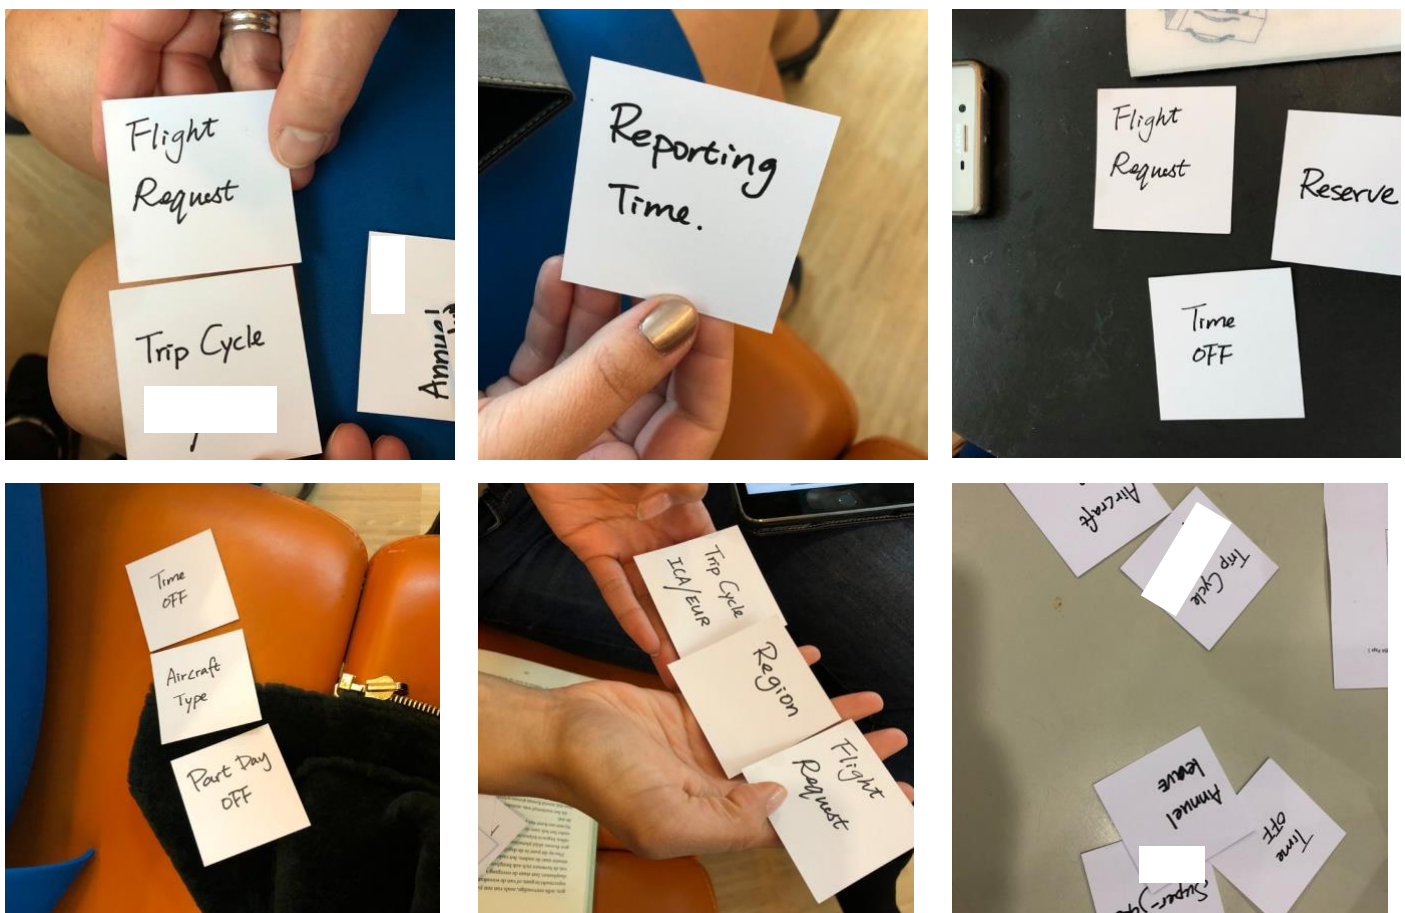 Flight
Request
Trip Cycle
Annual
Reporting
Time.
Flight
Request
Reserve
Time
OFF
Time
OFF
Aircraft
Type
Part Day
OFF
Trip Cycle
ICA/EUR
Region
Flight
Request
Aircraft
Trip Cycle
Annuel
leave
Time
OFF